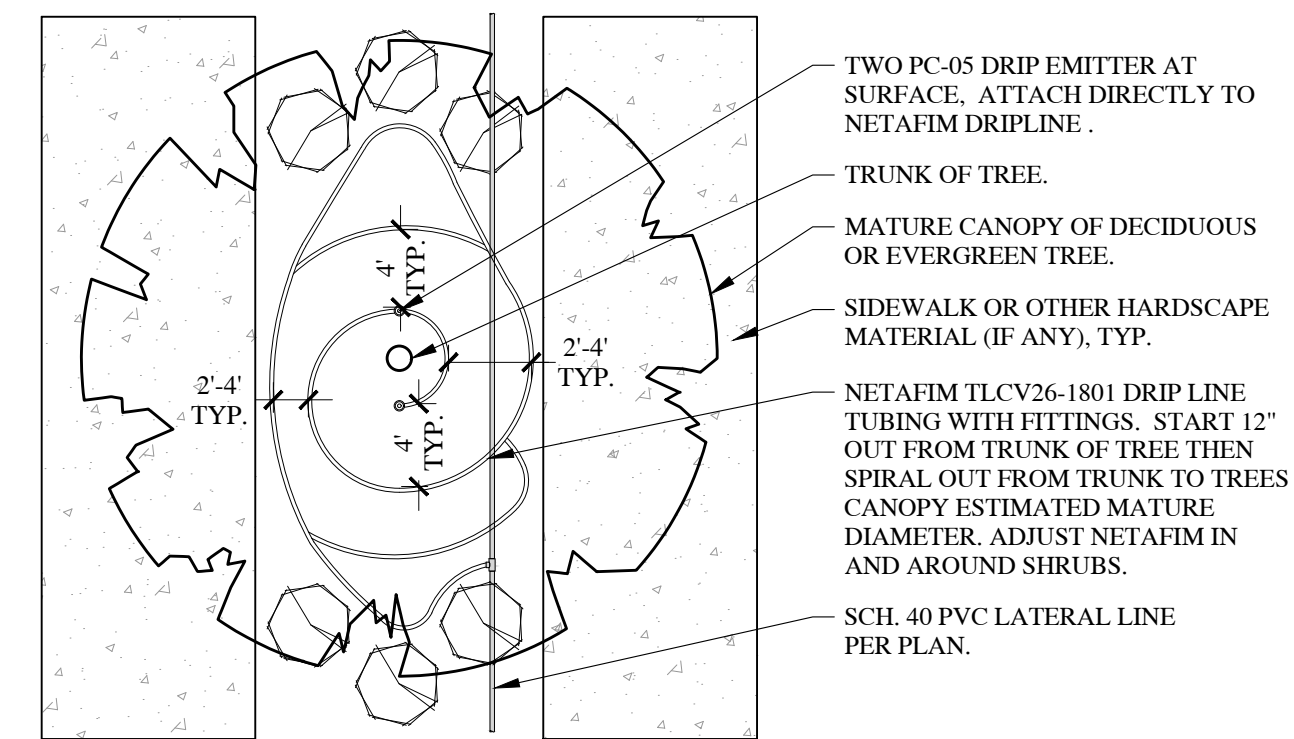 TWO PC-05 DRIP EMITTER AT
SURFACE, ATTACH DIRECTLY TO
NETAFIM DRIPLINE .
TRUNK OF TREE.
MATURE CANOPY OF DECIDUOUS
OR EVERGREEN TREE.
SIDEWALK OR OTHER HARDSCAPE
MATERIAL (IF ANY), TYP.
NETAFIM TLCV26-1801 DRIP LINE
TUBING WITH FITTINGS. START 12"
OUT FROM TRUNK OF TREE THEN
SPIRAL OUT FROM TRUNK TO TREES
CANOPY ESTIMATED MATURE
DIAMETER. ADJUST NETAFIM IN
AND AROUND SHRUBS.
SCH. 40 PVC LATERAL LINE
PER PLAN.
4'
TYP.
2'-4'
TYP.
2'-4'
TYP.
4'
TYP.